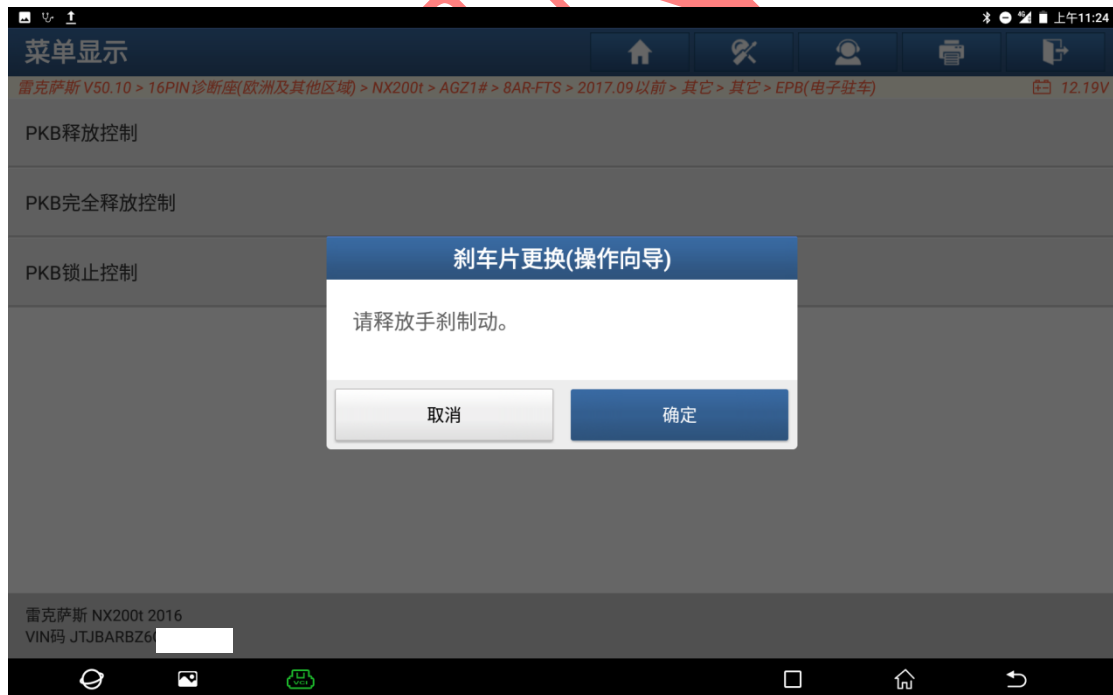 上午11:24
菜单显示
雷克萨斯 V50.10 > 16PIN诊断座(欧洲及其他区域) > NX200t > AGZ1# > 8AR-FTS > 2017.09以前 > 其它 > 其它 > EPB(电子驻车)
12.19V
PKB释放控制
PKB完全释放控制
PKB锁止控制
刹车片更换(操作向导)
请释放手刹制动。
取消
确定
雷克萨斯 NX200t 2016
VIN码 JTJBARBZ6
VCI